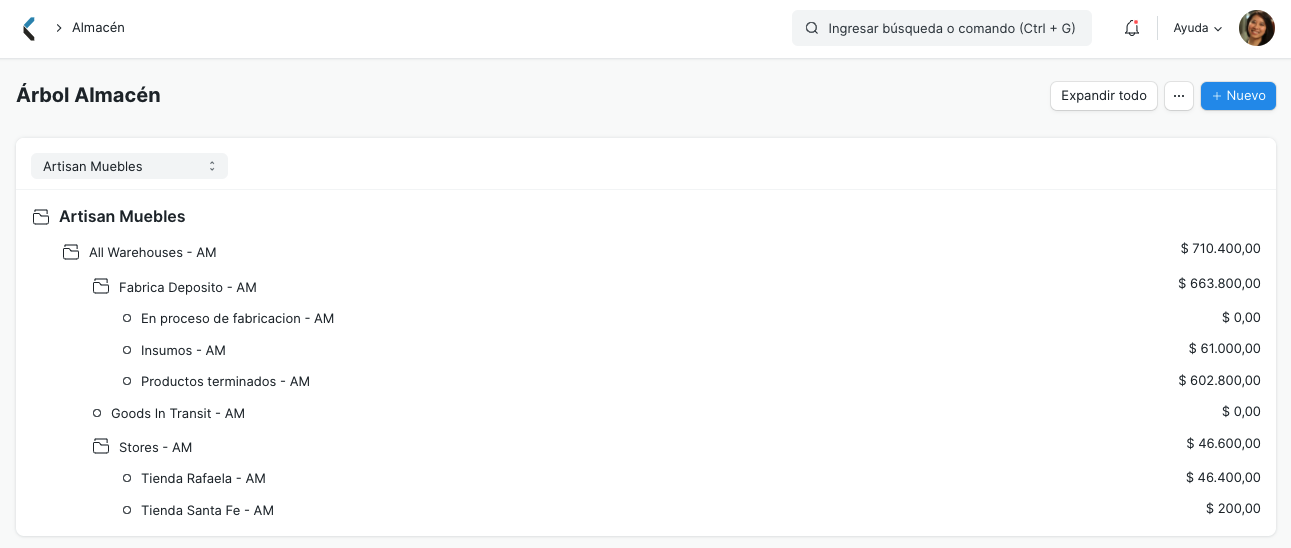 Almacén
Ingresar búsqueda o comando (Ctrl + G)
Ayuda
Árbol Almacén
Expandir todo
···
+ Nuevo
Artisan Muebles
Artisan Muebles
All Warehouses - AM $ 710.400,00
Fabrica Deposito - AM $ 663.800,00
En proceso de fabricacion - AM $ 0,00
Insumos - AM $ 61.000,00
Productos terminados - AM $ 602.800,00
Goods In Transit - AM $ 0,00
Stores - AM $ 46.600,00
Tienda Rafaela - AM $ 46.400,00
Tienda Santa Fe - AM $ 200,00